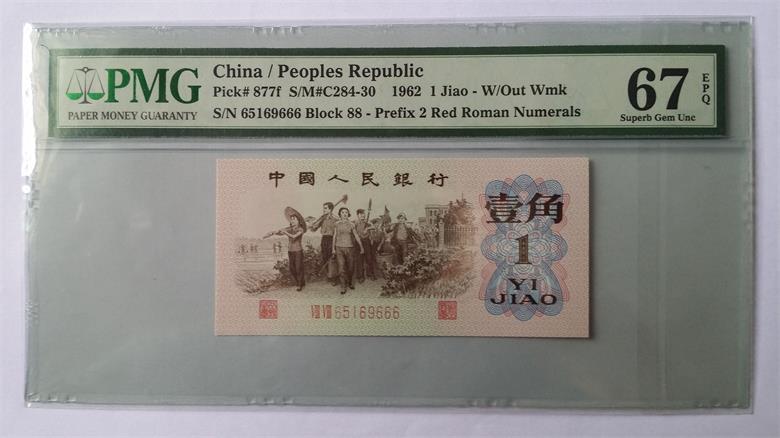 PMG
PAPER MONEY GUARANTY
China / Peoples Republic
Pick# 877f S/M#C284-30 1962 1 Jiao - W/Out Wmk
S/N 65169666 Block 88 - Prefix 2 Red Roman Numerals
67 EPQ
Superb Gem Unc
中國人民銀行
壹角
1
YI
JIAO
VIII VIII 65169666